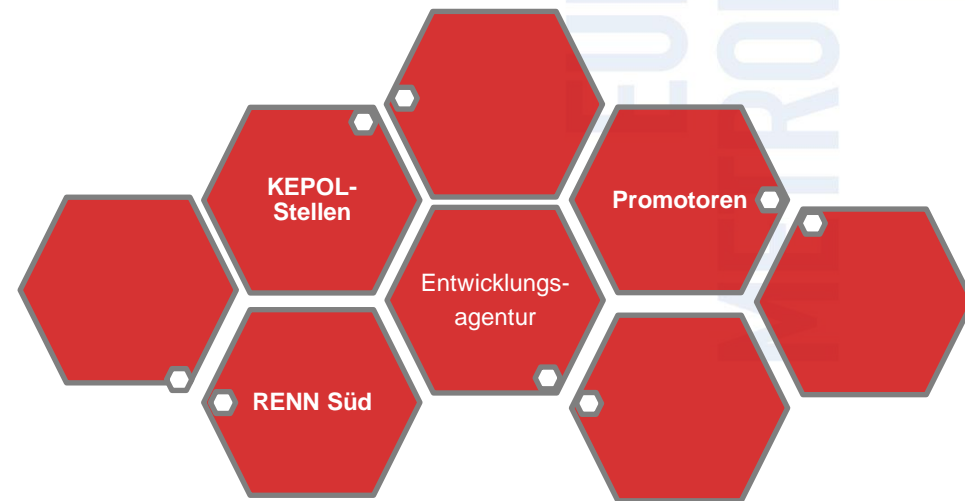 KEPOL-
Stellen
Promotoren
Entwicklungs-
agentur
RENN Süd